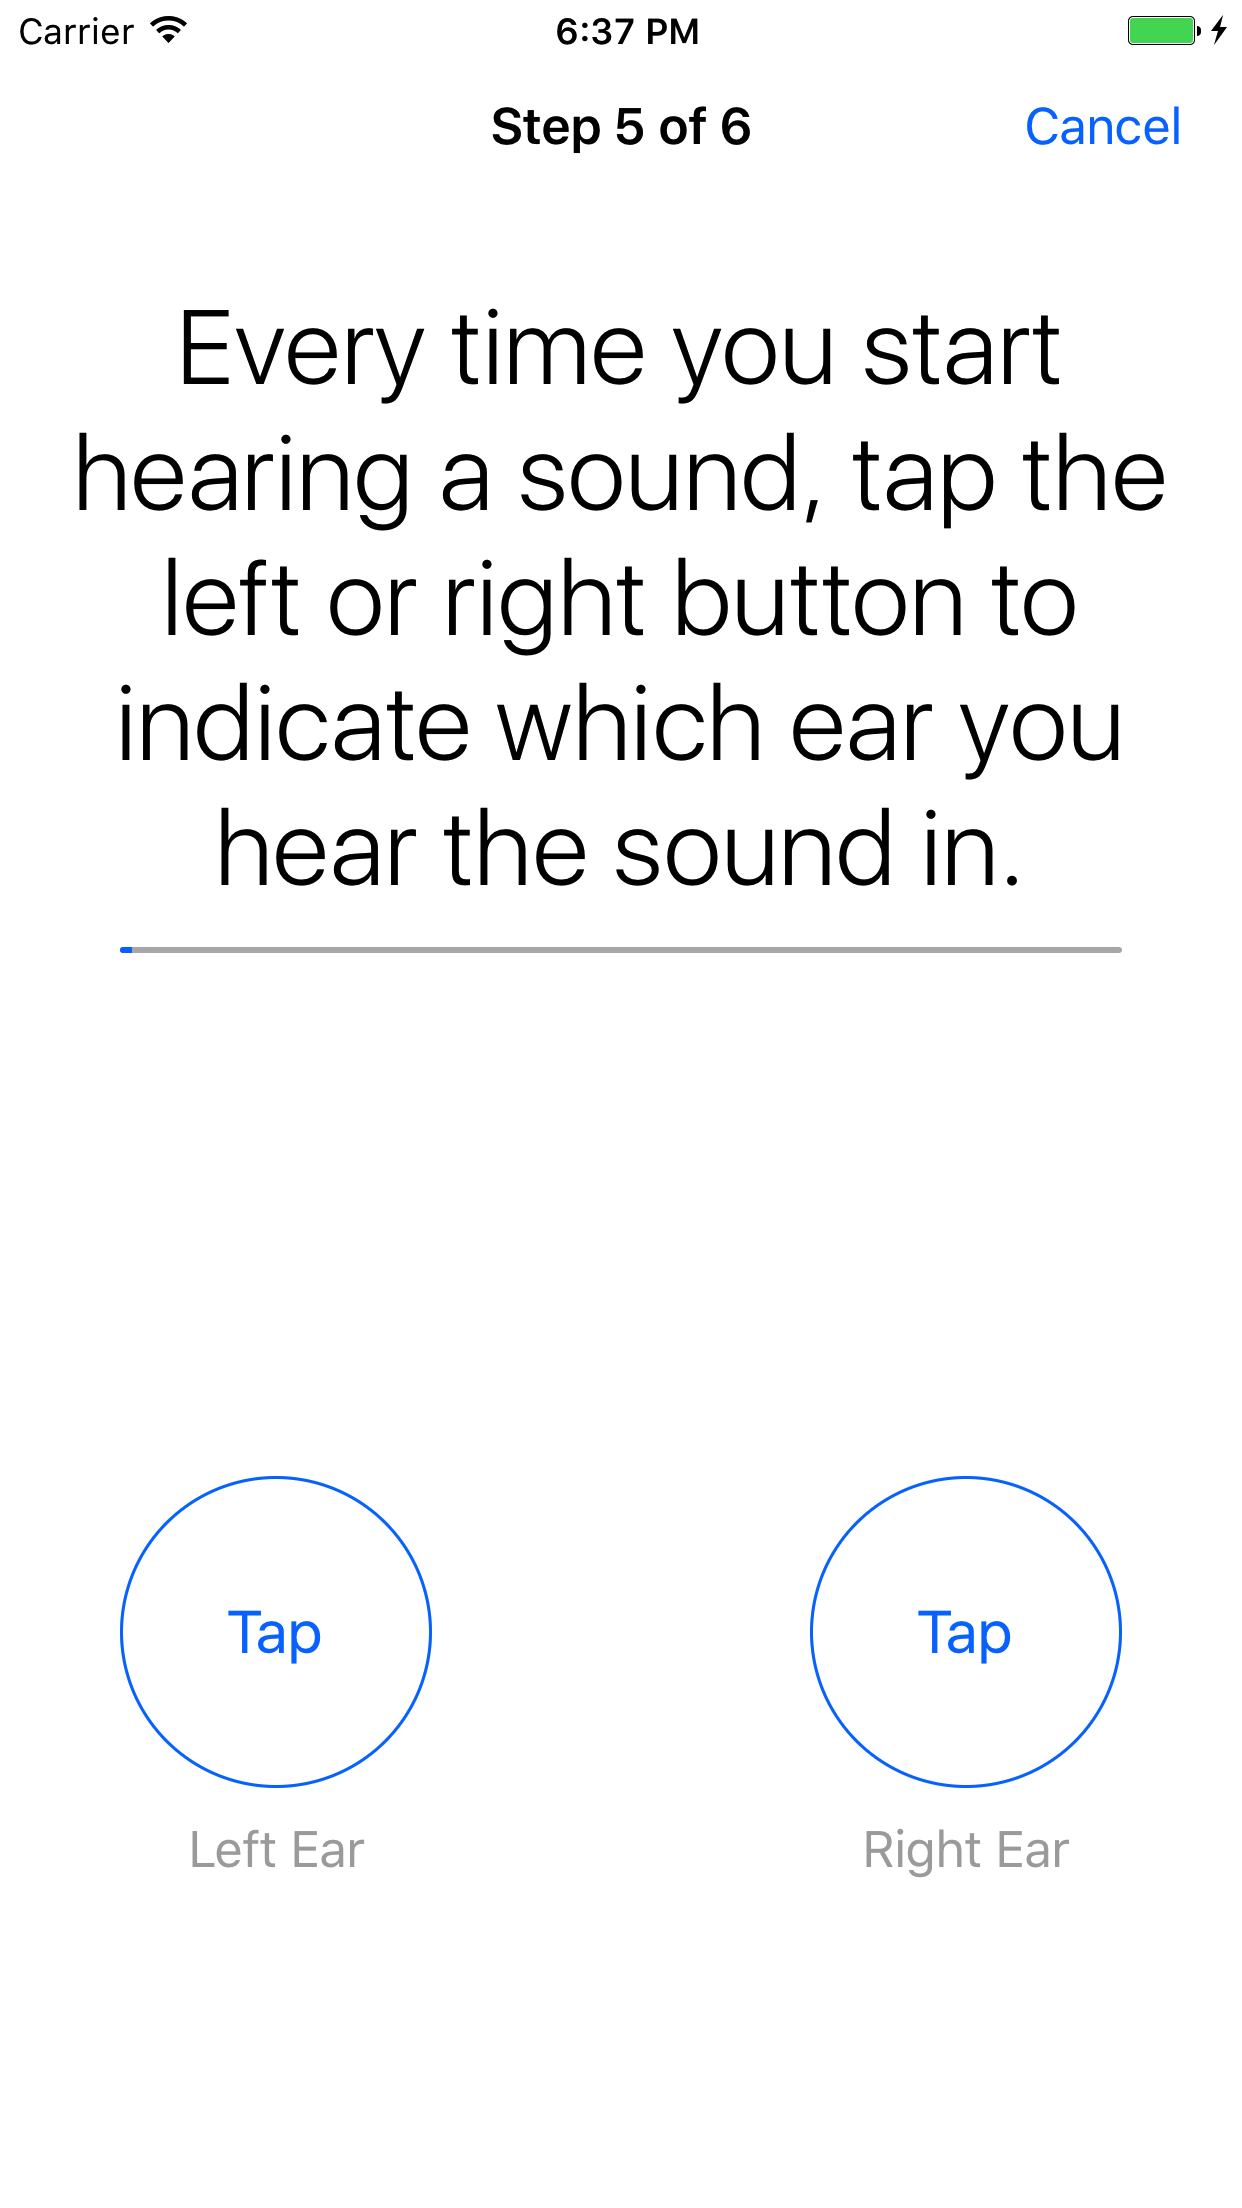 Carrier 6:37 PM
Step 5 of 6 Cancel
Every time you start
hearing a sound, tap the
left or right button to
indicate which ear you
hear the sound in.
Tap Tap
Left Ear Right Ear